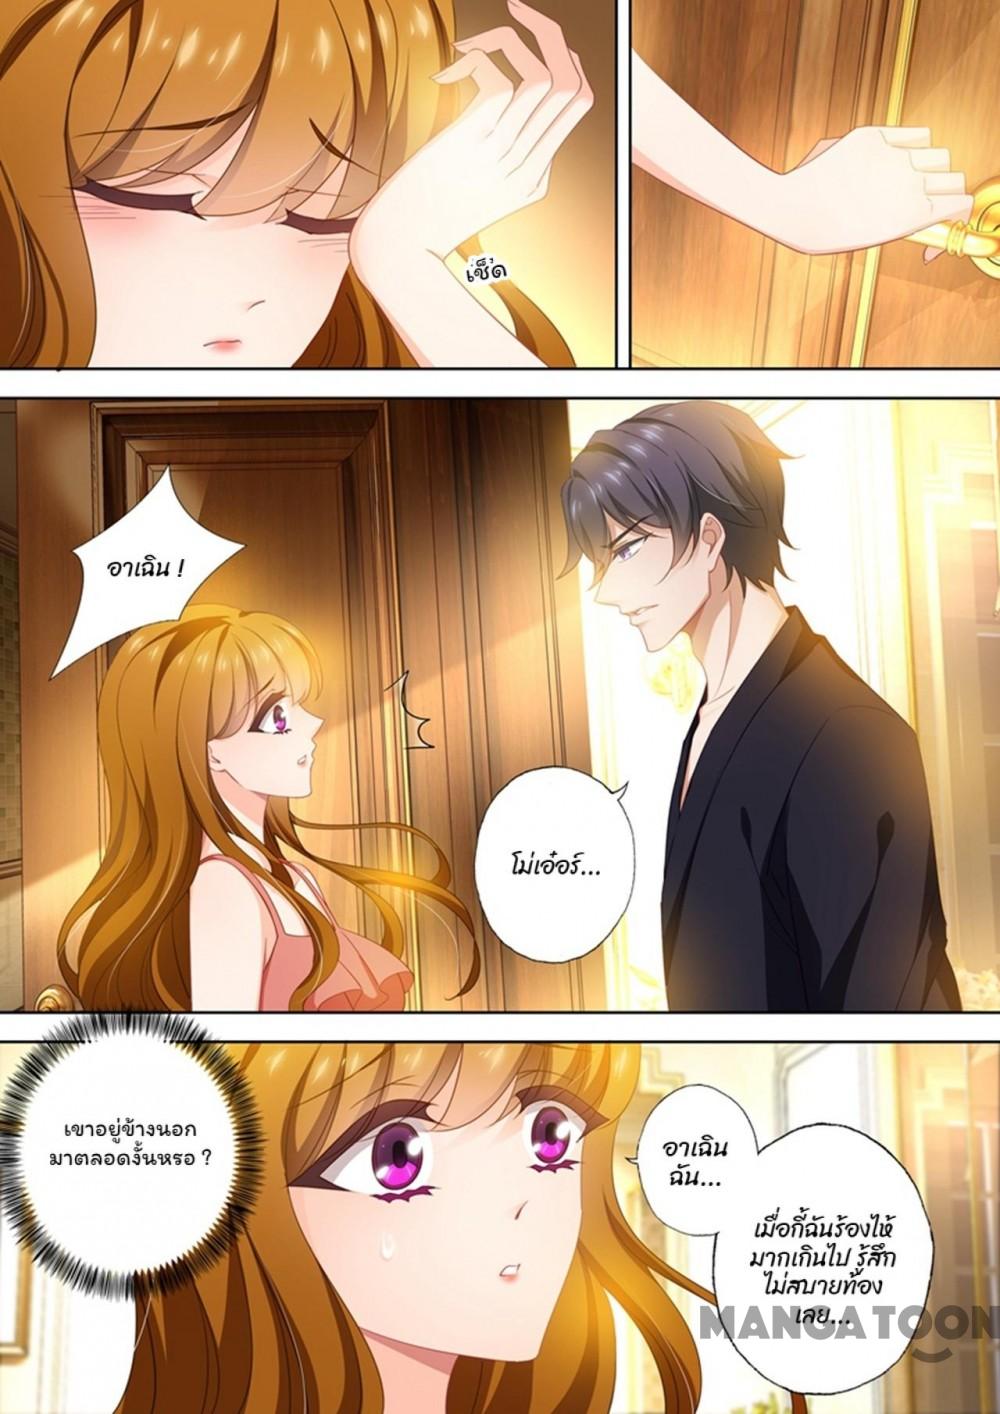 เช็ด
อาเฉิน !
โม่เอ๋อร์...
เขาอยู่ข้างนอก
มาตลอดงั้นหรอ ?
อาเฉิน
ฉัน...
เมื่อกี้ฉันร้องไห้
มากเกินไป รู้สึก
ไม่สบายท้อง
เลย...
MANGATOON